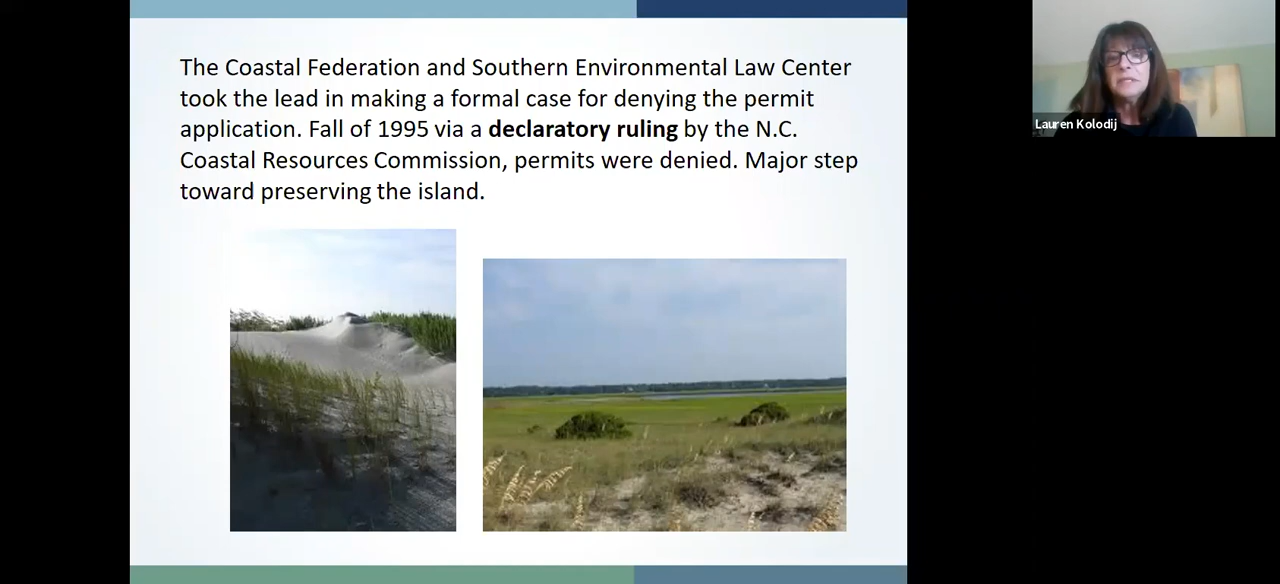 The Coastal Federation and Southern Environmental Law Center
took the lead in making a formal case for denying the permit
application. Fall of 1995 via a declaratory ruling by the N.C.
Coastal Resources Commission, permits were denied. Major step
toward preserving the island.
Lauren Kolodij